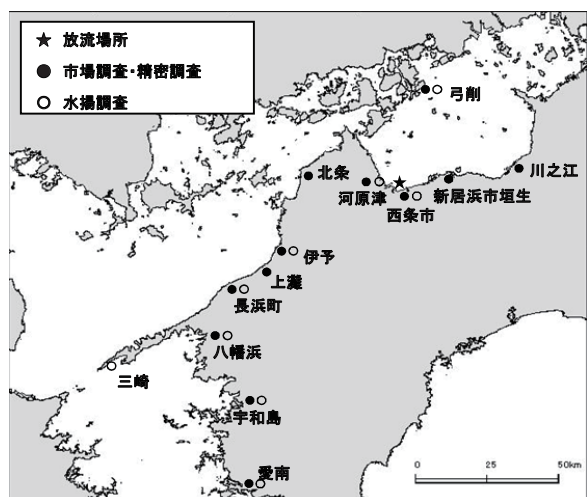 ★ 放流場所
● 市場調査・精密調査
○ 水揚調査
弓削
北条
川之江
河原津
新居浜市垣生
西条市
伊予
上灘
長浜町
八幡浜
三崎
宇和島
愛南
0 25 50km